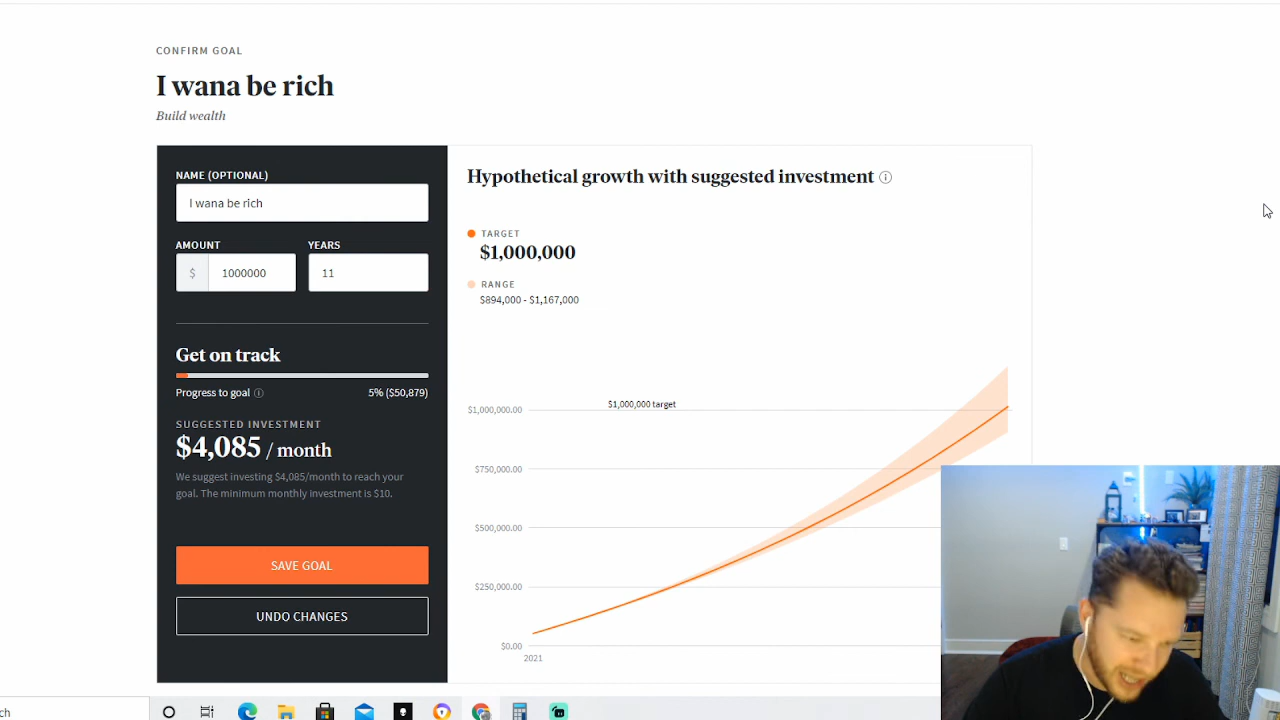 CONFIRM GOAL
I wana be rich
Build wealth
NAME (OPTIONAL)
I wana be rich
AMOUNT YEARS
$ 1000000 11
Get on track
Progress to goal 5% ($50,879)
SUGGESTED INVESTMENT
$4,085 / month
We suggest investing $4,085/month to reach your
goal. The minimum monthly investment is $10.
SAVE GOAL
UNDO CHANGES
Hypothetical growth with suggested investment
TARGET
$1,000,000
RANGE
$894,000 - $1,167,000
$1,000,000 target
$1,000,000.00
$750,000.00
$500,000.00
$250,000.00
$0.00
2021
ch